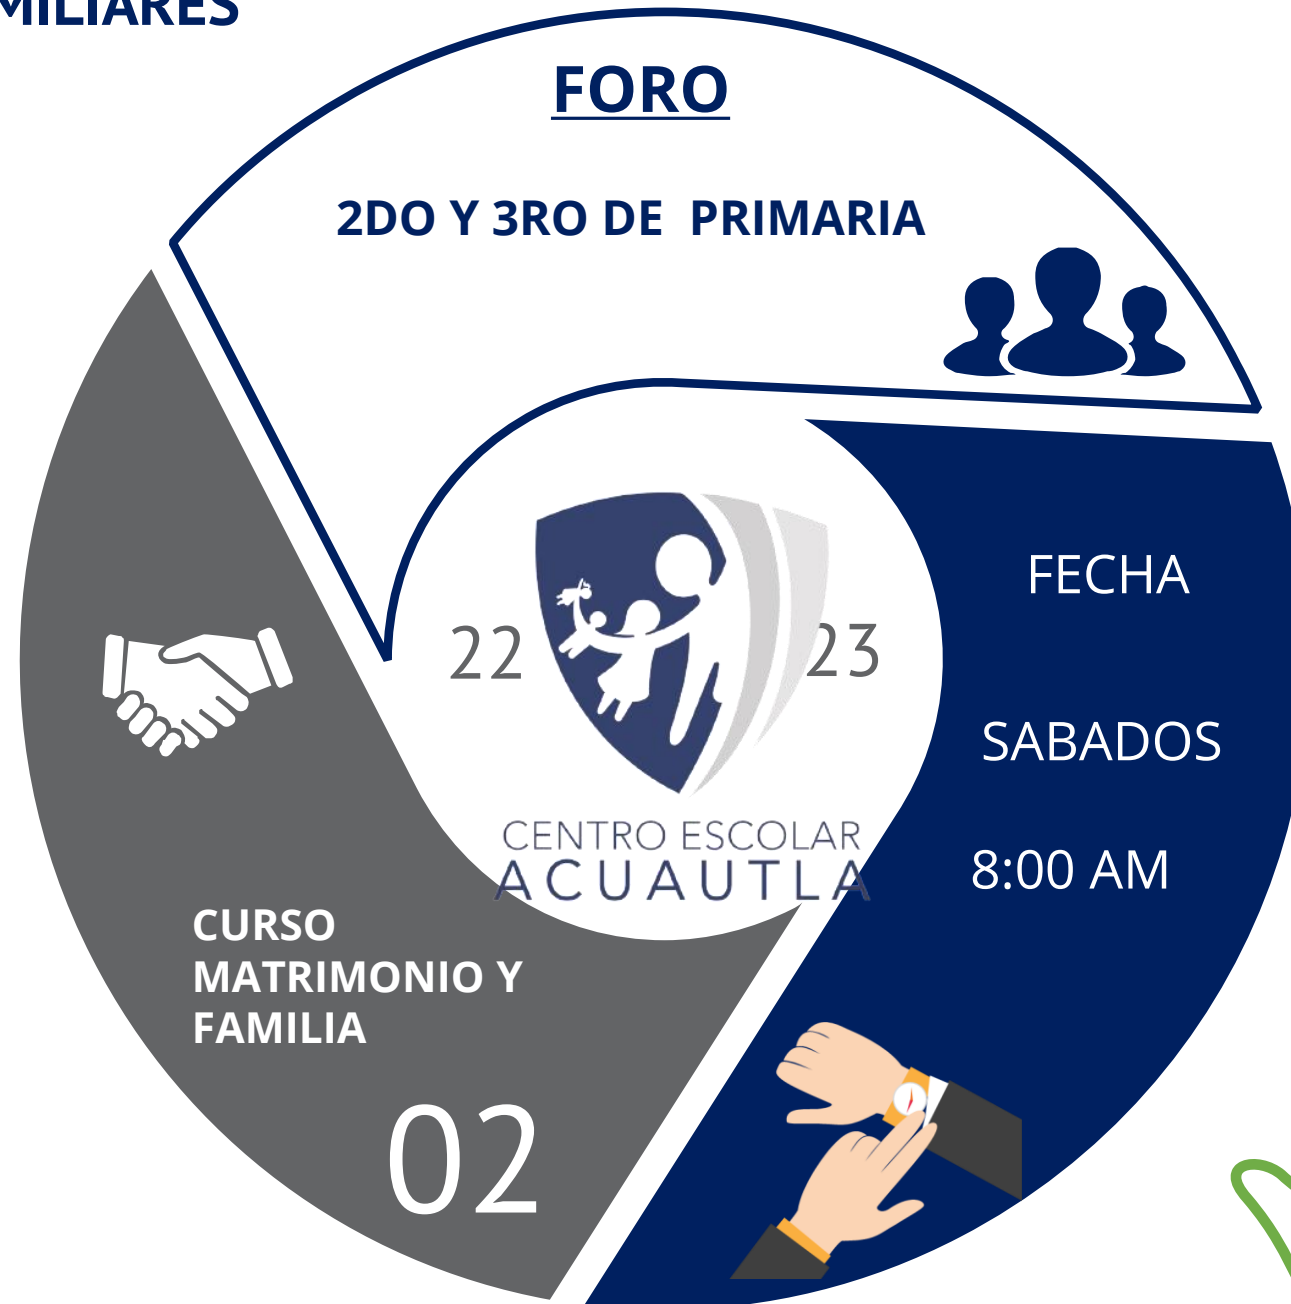 FORO
2DO Y 3RO DE PRIMARIA
FECHA
SABADOS
8:00 AM
22
23
CENTRO ESCOLAR
ACUAUTLA
CURSO
MATRIMONIO Y
FAMILIA
02